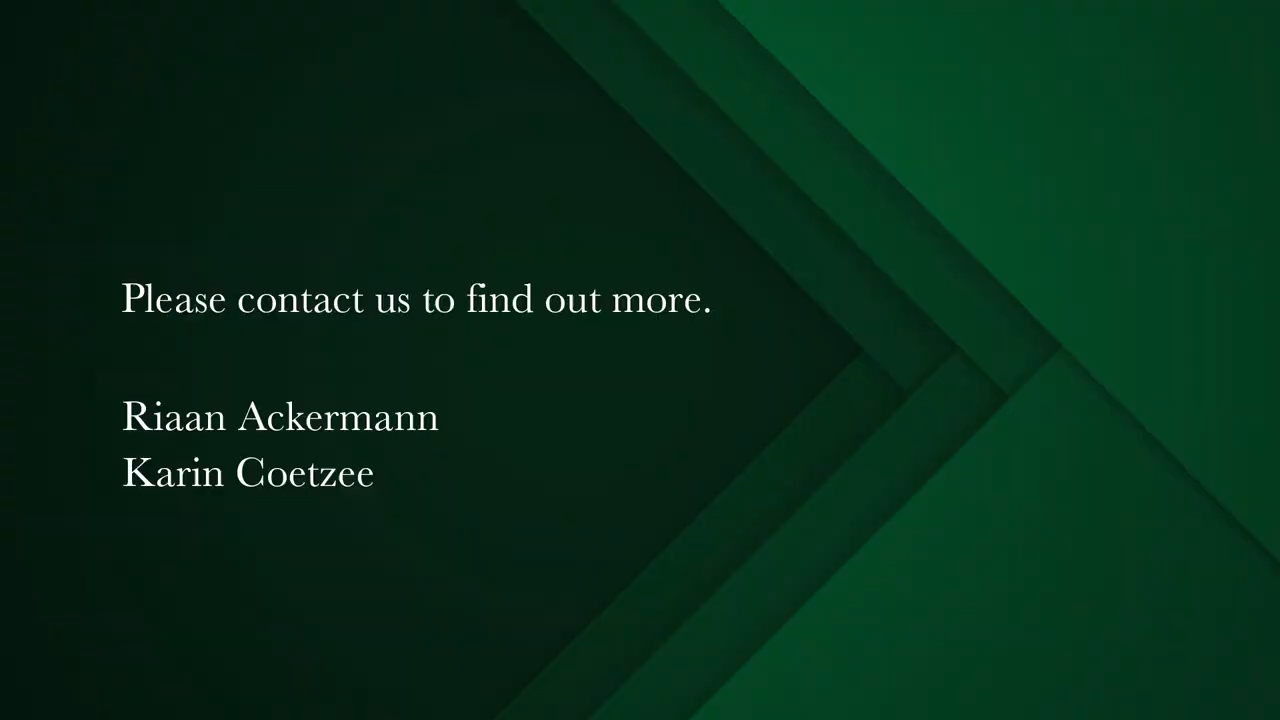 Please contact us to find out more.
Riaan Ackermann
Karin Coetzee